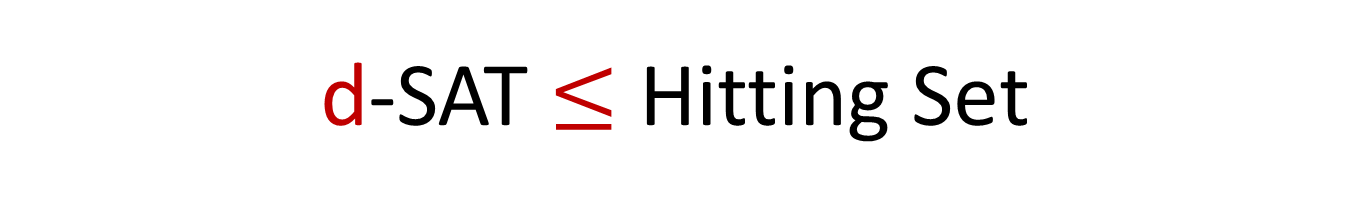 d-SAT ≤ Hitting Set